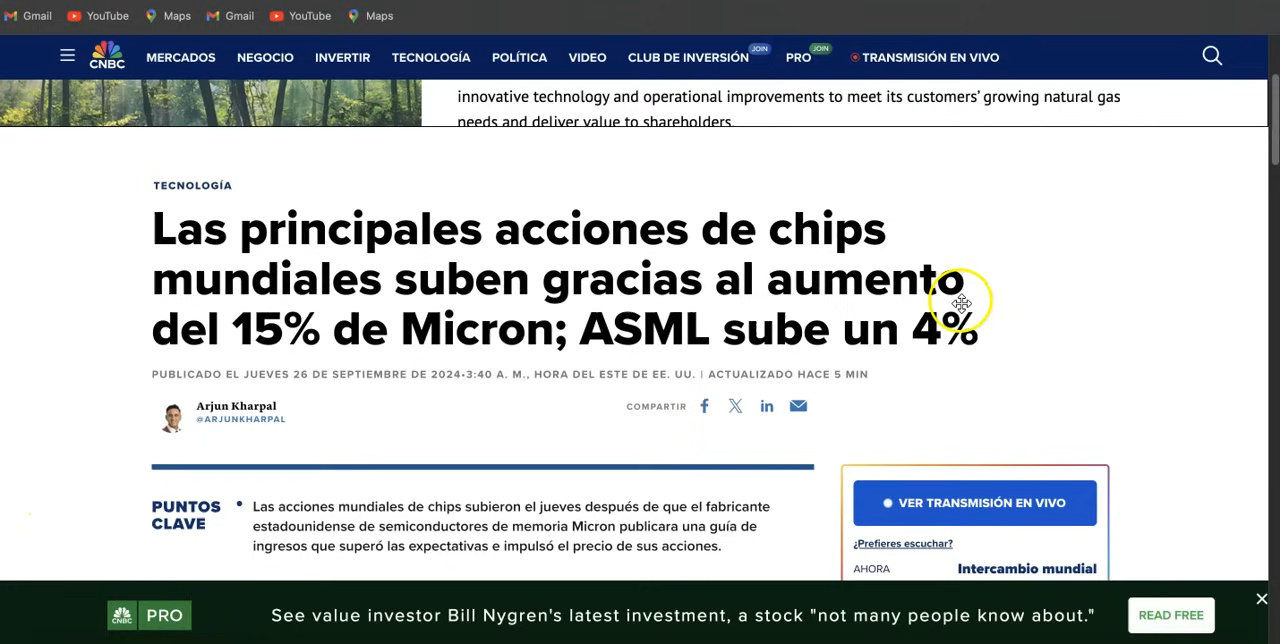 Gmail YouTube Maps Gmail YouTube Maps
CNBC MERCADOS NEGOCIO INVERTIR TECNOLOGÍA POLÍTICA VIDEO CLUB DE INVERSIÓN JOIN PRO JOIN TRANSMISIÓN EN VIVO
innovative technology and operational improvements to meet its customers' growing natural gas
needs and deliver value to shareholders.
TECNOLOGÍA
Las principales acciones de chips
mundiales suben gracias al aumento
del 15% de Micron; ASML sube un 4%
PUBLICADO EL JUEVES 26 DE SEPTIEMBRE DE 2024•3:40 A. M., HORA DEL ESTE DE EE. UU. | ACTUALIZADO HACE 5 MIN
Arjun Kharpal
@ARJUNKHARPAL
COMPARTIR
PUNTOS
CLAVE
• Las acciones mundiales de chips subieron el jueves después de que el fabricante
estadounidense de semiconductores de memoria Micron publicara una guía de
ingresos que superó las expectativas e impulsó el precio de sus acciones.
VER TRANSMISIÓN EN VIVO
¿Prefieres escuchar?
AHORA Intercambio mundial
CNBC PRO See value investor Bill Nygren's latest investment, a stock "not many people know about." READ FREE